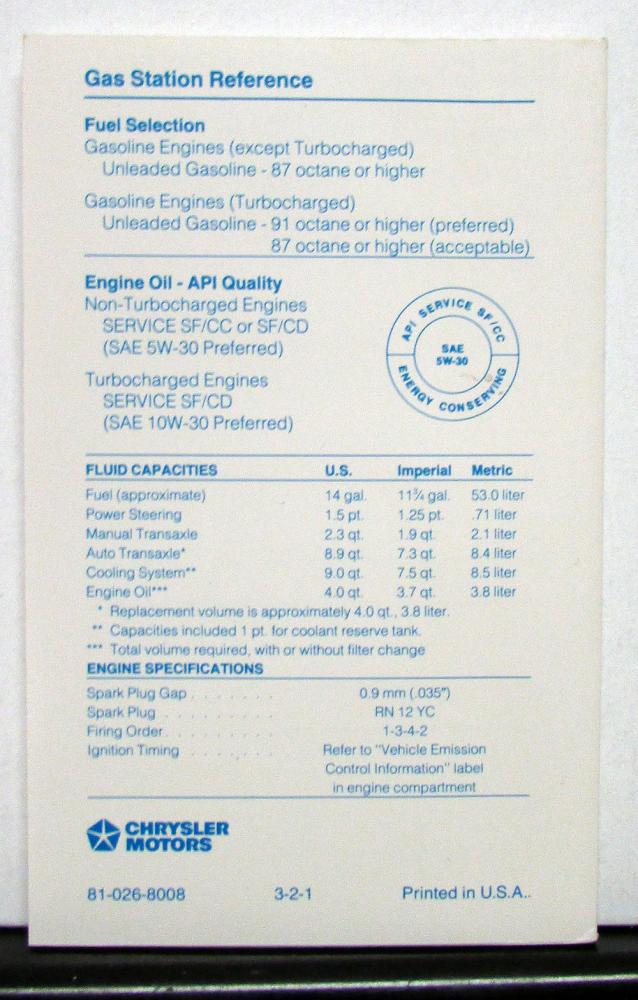 Gas Station Reference
Fuel Selection
Gasoline Engines (except Turbocharged)
Unleaded Gasoline - 87 octane or higher
Gasoline Engines (Turbocharged)
Unleaded Gasoline - 91 octane or higher (preferred)
87 octane or higher (acceptable)
Engine Oil - API Quality
Non-Turbocharged Engines
SERVICE SF/CC or SF/CD
(SAE 5W-30 Preferred)
Turbocharged Engines
SERVICE SF/CD
(SAE 10W-30 Preferred)
API SERVICE SF/CC
SAE
5W-30
ENERGY CONSERVING
FLUID CAPACITIES U.S. Imperial Metric
Fuel (approximate) 14 gal. 11¾ gal. 53.0 liter
Power Steering 1.5 pt. 1.25 pt. .71 liter
Manual Transaxle 2.3 qt. 1.9 qt. 2.1 liter
Auto Transaxle* 8.9 qt. 7.3 qt. 8.4 liter
Cooling System** 9.0 qt. 7.5 qt. 8.5 liter
Engine Oil*** 4.0 qt. 3.7 qt. 3.8 liter
* Replacement volume is approximately 4.0 qt., 3.8 liter.
** Capacities included 1 pt. for coolant reserve tank.
*** Total volume required, with or without filter change
ENGINE SPECIFICATIONS
Spark Plug Gap . . . . . . . 0.9 mm (.035")
Spark Plug . . . . . . . . . RN 12 YC
Firing Order . . . . . . . . . 1-3-4-2
Ignition Timing . . . . . . . Refer to "Vehicle Emission
Control Information" label
in engine compartment
CHRYSLER
MOTORS
81-026-8008 3-2-1 Printed in U.S.A..